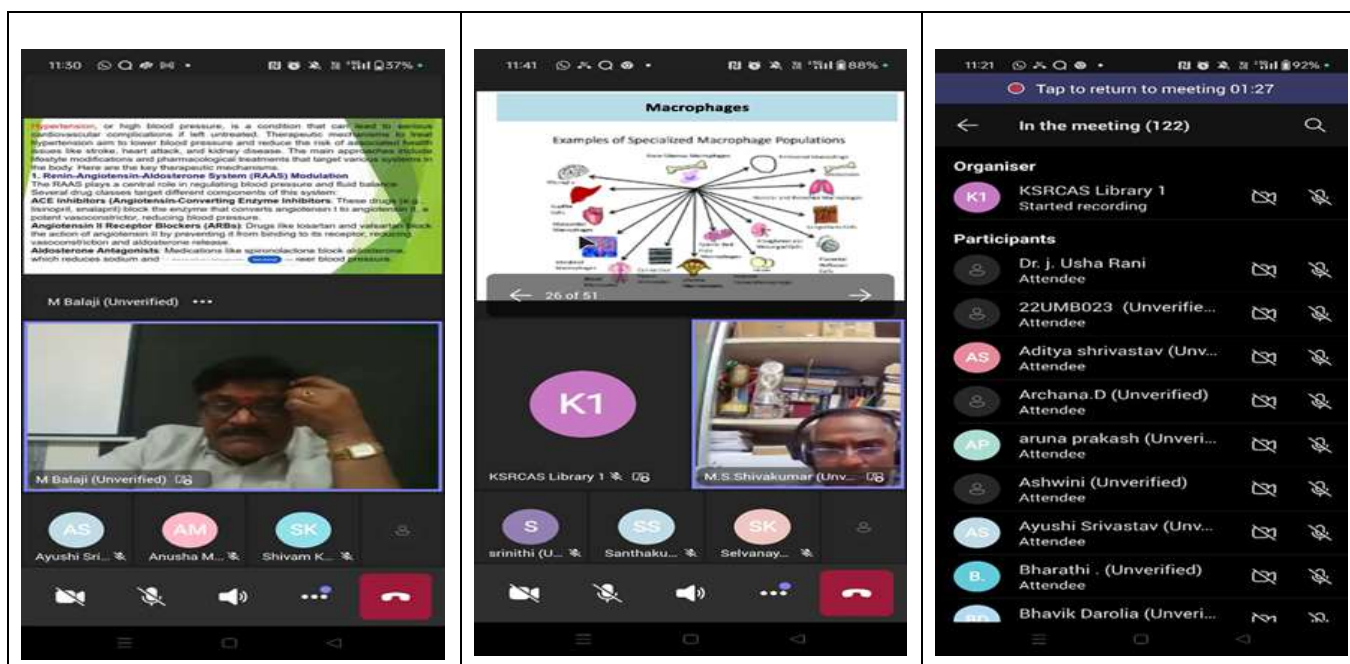 11:30
37%
Hypertension, or high blood pressure, is a condition that can lead to serious
cardiovascular complications if left untreated. Therapeutic mechanisms to treat
hypertension aim to lower blood pressure and reduce the risk of associated health
issues like stroke, heart attack, and kidney disease. The main approaches include
lifestyle modifications and pharmacological treatments that target various systems in
the body. Here are the key therapeutic mechanisms.
1. Renin-Angiotensin-Aldosterone System (RAAS) Modulation
The RAAS plays a central role in regulating blood pressure and fluid balance.
Several drug classes target different components of this system:
ACE Inhibitors (Angiotensin-Converting Enzyme Inhibitors: These drugs (e.g.,
lisinopril, enalapril) block the enzyme that converts angiotensin I to angiotensin II, a
potent vasoconstrictor, reducing blood pressure.
Angiotensin II Receptor Blockers (ARBs): Drugs like losartan and valsartan block
the action of angiotensin II by preventing it from binding to its receptor, reducing
vasoconstriction and aldosterone release.
Aldosterone Antagonists: Medications like spironolactone block aldosterone,
which reduces sodium and
blood pressure.
M Balaji (Unverified) •••
M Balaji (Unverified)
AS
AM
SK
Ayushi Sri...
Anusha M...
Shivam K...
11:41
88%
Macrophages
Examples of Specialized Macrophage Populations
Microglia
26 of 51
K1
KSRCAS Library 1
M.S.Shivakumar (Unv...
S
SS
SK
srinithi (U...
Santhaku...
Selvanay...
11:21
92%
Tap to return to meeting 01:27
In the meeting (122)
Organiser
K1
KSRCAS Library 1
Started recording
Participants
Dr. j. Usha Rani
Attendee
22UMB023 (Unverifie...
Attendee
AS
Aditya shrivastav (Unv...
Attendee
Archana.D (Unverified)
Attendee
AP
aruna prakash (Unveri...
Attendee
Ashwini (Unverified)
Attendee
AS
Ayushi Srivastav (Unv...
Attendee
B.
Bharathi . (Unverified)
Attendee
BD
Bhavik Darolia (Unveri...